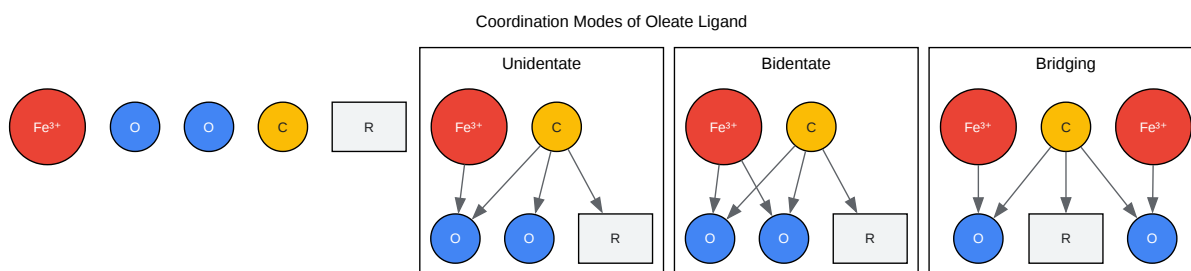 Coordination Modes of Oleate Ligand
Unidentate
Bidentate
Bridging
Fe³⁺
O
O
C
R
Fe³⁺
C
Fe³⁺
C
Fe³⁺
C
Fe³⁺
O
O
R
O
O
R
O
R
O